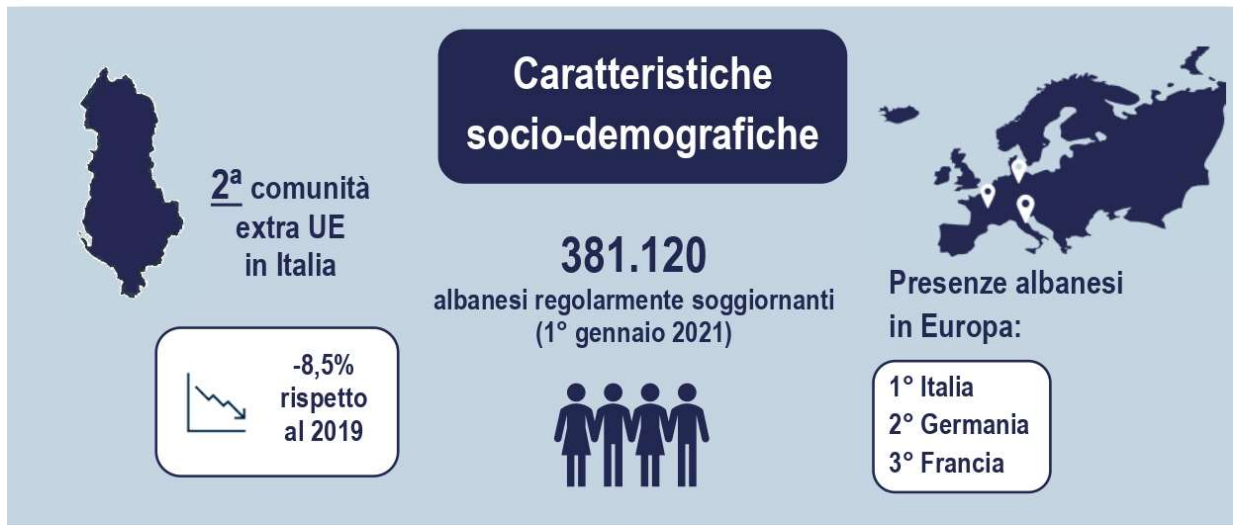 Caratteristiche
socio-demografiche
2ª comunità
extra UE
in Italia
-8,5%
rispetto
al 2019
381.120
albanesi regolarmente soggiornanti
(1° gennaio 2021)
Presenze albanesi
in Europa:
1° Italia
2° Germania
3° Francia